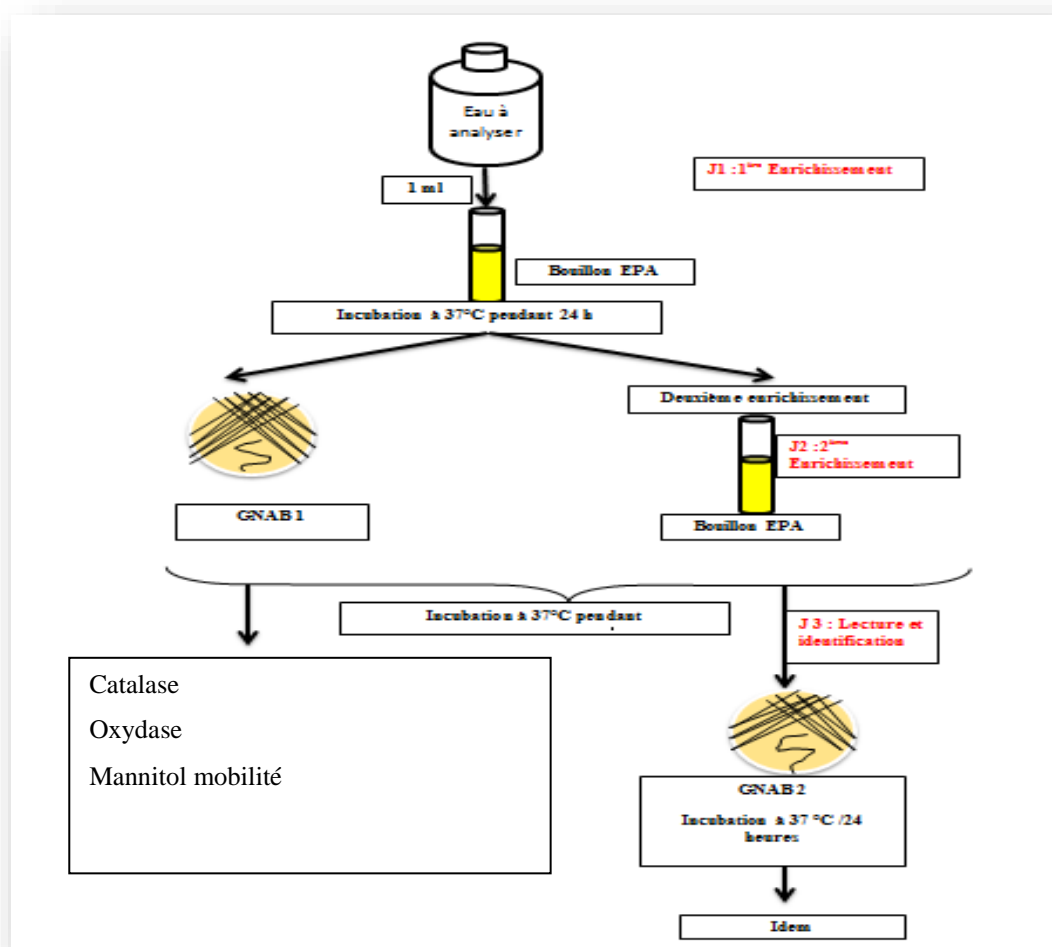 Eau à
analyser
J1 :1ère Enrichissement
1 ml
Bouillon EPA
Incubation à 37°C pendant 24 h
Deuxième enrichissement
J2 :2ème
Enrichissement
GNAB 1
Bouillon EPA
Incubation à 37°C pendant
J 3 : Lecture et
identification
Catalase
Oxydase
Mannitol mobilité
GNAB 2
Incubation à 37 °C /24
heures
Idem